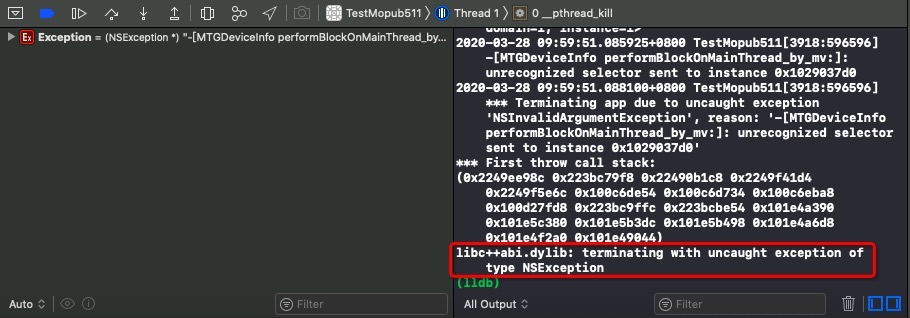 TestMopub511 〉 Thread 1 〉 0 __pthread_kill
Exception = (NSException *) "-[MTGDeviceInfo performBlockOnMainThread_by...
domain=1, instance=1>
2020-03-28 09:59:51.085925+0800 TestMopub511[3918:596596]
-[MTGDeviceInfo performBlockOnMainThread_by_mv:]:
unrecognized selector sent to instance 0x1029037d0
2020-03-28 09:59:51.088100+0800 TestMopub511[3918:596596]
*** Terminating app due to uncaught exception
'NSInvalidArgumentException', reason: '-[MTGDeviceInfo
performBlockOnMainThread_by_mv:]: unrecognized selector
sent to instance 0x1029037d0'
*** First throw call stack:
(0x2249ee98c 0x223bc79f8 0x22490b1c8 0x2249f41d4
0x2249f5e6c 0x100c6de54 0x100c6d734 0x100c6eba8
0x100d27fd8 0x223bc9ffc 0x223bcbe54 0x101e4a390
0x101e5c380 0x101e5b3dc 0x101e5b498 0x101e4a6d8
0x101e4f2a0 0x101e49044)
libc++abi.dylib: terminating with uncaught exception of
type NSException
(lldb)
Auto
Filter
All Output
Filter